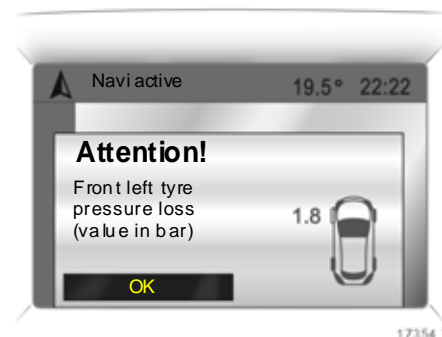 Navi active 19.5° 22:22
Attention!
Front left tyre
pressure loss
(value in bar)
1.8
OK
17354